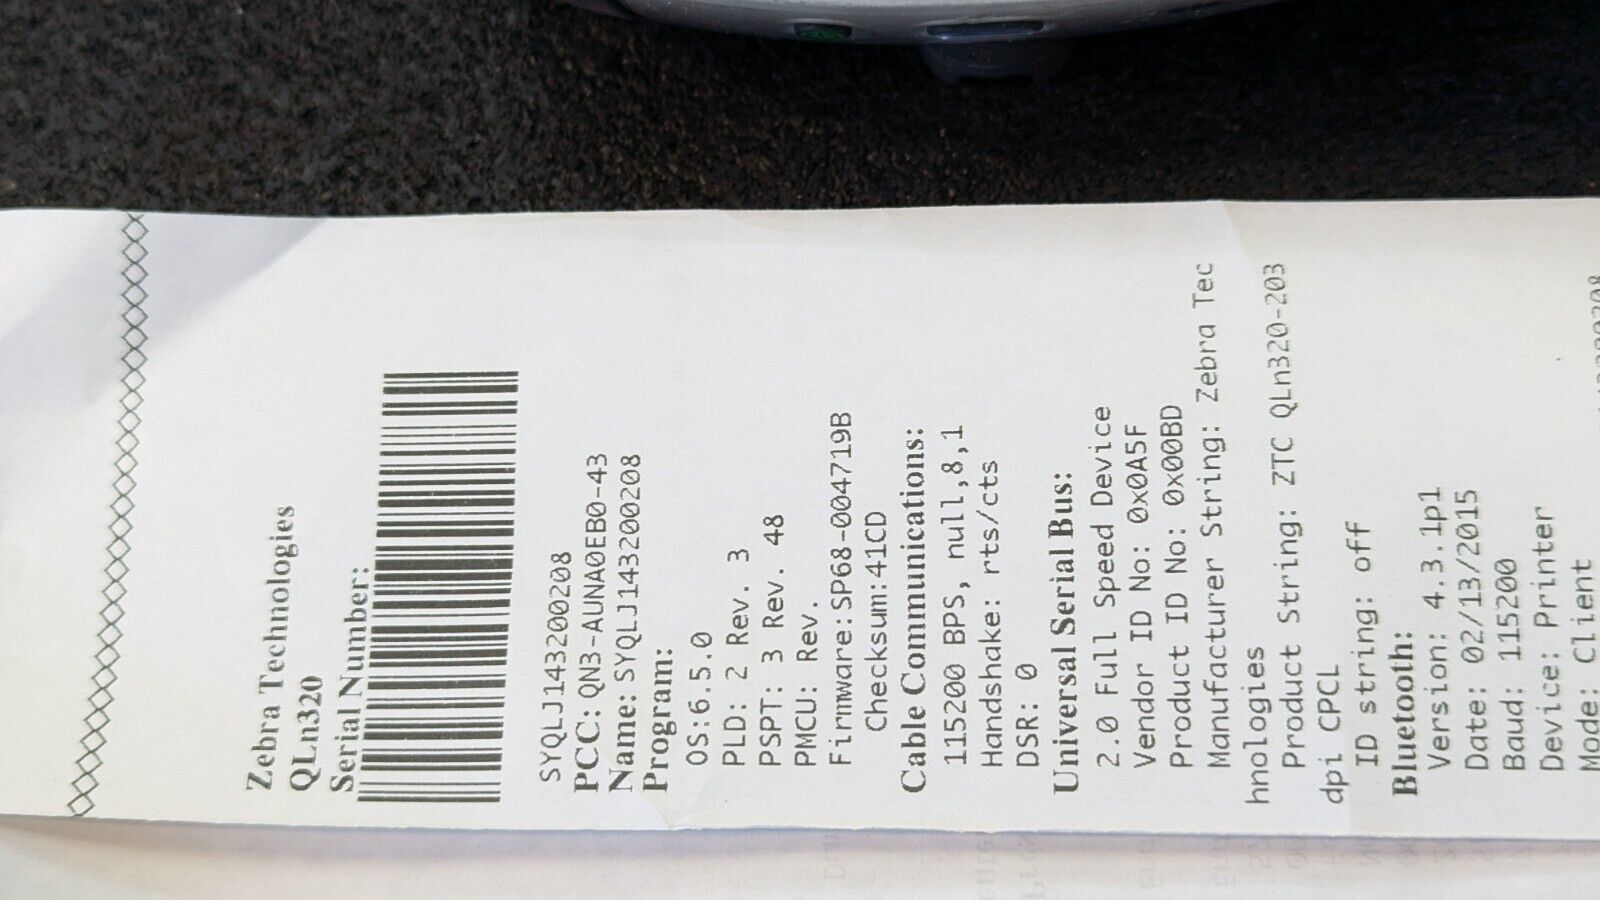 Zebra Technologies
QLn320
Serial Number:
SYQLJ143200208
PCC: QN3-AUNA0EB0-43
Name: SYQLJ143200208
Program:
OS:6.5.0
PLD: 2 Rev. 3
PSPT: 3 Rev. 48
PMCU: Rev.
Firmware:SP68-004719B
Checksum:41CD
Cable Communications:
115200 BPS, null,8,1
Handshake: rts/cts
DSR: 0
Universal Serial Bus:
2.0 Full Speed Device
Vendor ID No: 0x0A5F
Product ID No: 0x00BD
Manufacturer String: Zebra Tec
hnologies
Product String: ZTC QLn320-203
dpi CPCL
ID string: off
Bluetooth:
Version: 4.3.1p1
Date: 02/13/2015
Baud: 115200
Device: Printer
Mode: Client